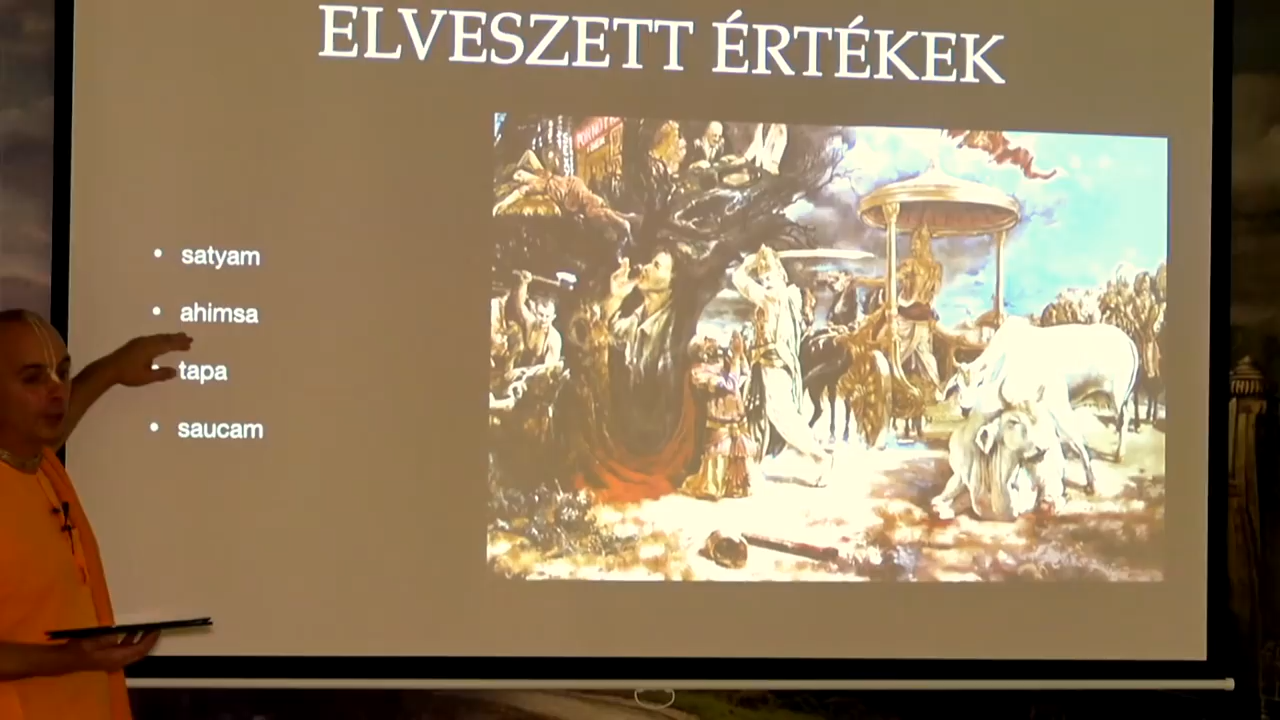 ELVESZETT ÉRTÉKEK
• satyam
• ahimsa
• tapa
• saucam